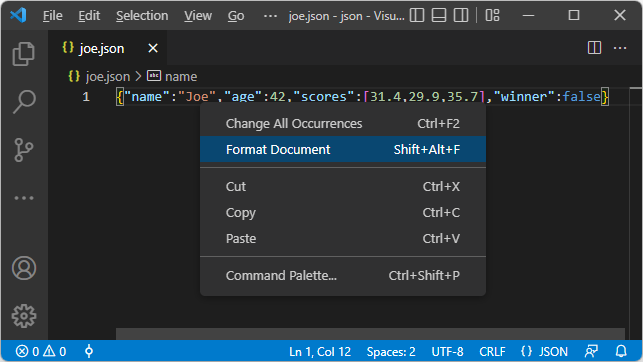 File Edit Selection View Go ··· joe.json - json - Visu...
{ } joe.json
{ } joe.json > abc name
1 {"name":"Joe","age":42,"scores":[31.4,29.9,35.7],"winner":false}
Change All Occurrences Ctrl+F2
Format Document Shift+Alt+F
Cut Ctrl+X
Copy Ctrl+C
Paste Ctrl+V
Command Palette... Ctrl+Shift+P
0 0 Ln 1, Col 12 Spaces: 2 UTF-8 CRLF { } JSON